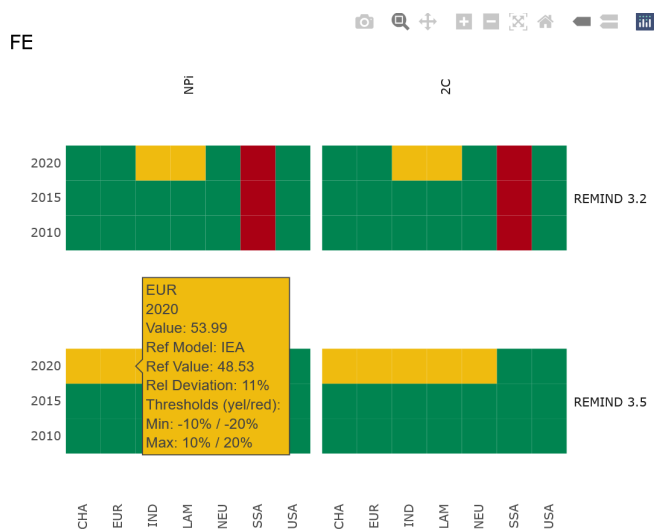 FE
NPi
2C
2020
2015
2010
REMIND 3.2
EUR
2020
Value: 53.99
Ref Model: IEA
Ref Value: 48.53
Rel Deviation: 11%
Thresholds (yel/red):
Min: -10% / -20%
Max: 10% / 20%
2020
2015
2010
REMIND 3.5
CHA
EUR
IND
LAM
NEU
SSA
USA
CHA
EUR
IND
LAM
NEU
SSA
USA